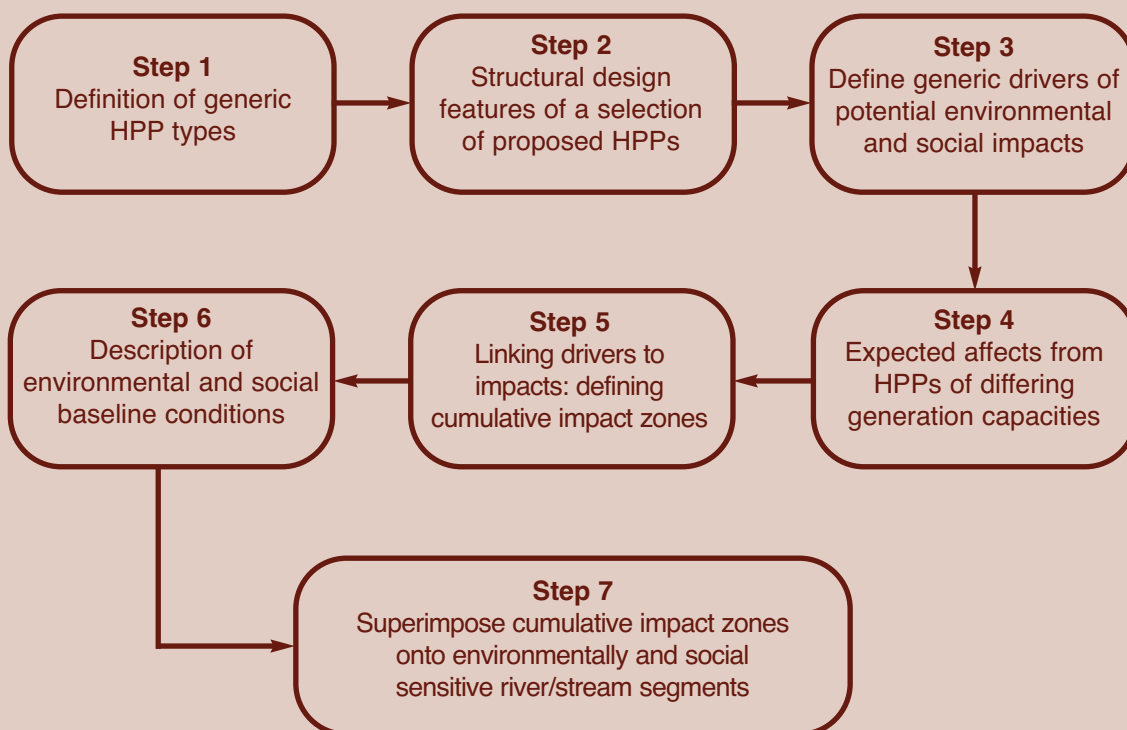 Step 1
Definition of generic
HPP types
Step 2
Structural design
features of a selection
of proposed HPPs
Step 3
Define generic drivers of
potential environmental
and social impacts
Step 4
Expected affects from
HPPs of differing
generation capacities
Step 5
Linking drivers to
impacts: defining
cumulative impact zones
Step 6
Description of
environmental and social
baseline conditions
Step 7
Superimpose cumulative impact zones
onto environmentally and social
sensitive river/stream segments